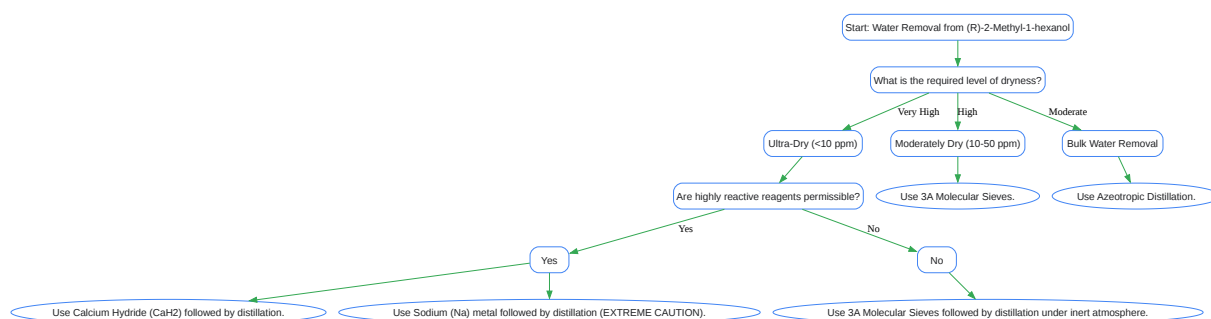 Start: Water Removal from (R)-2-Methyl-1-hexanol
What is the required level of dryness?
Very High
High
Moderate
Ultra-Dry (<10 ppm)
Moderately Dry (10-50 ppm)
Bulk Water Removal
Are highly reactive reagents permissible?
Use 3A Molecular Sieves.
Use Azeotropic Distillation.
Yes
No
Yes
No
Use Calcium Hydride (CaH2) followed by distillation.
Use Sodium (Na) metal followed by distillation (EXTREME CAUTION).
Use 3A Molecular Sieves followed by distillation under inert atmosphere.